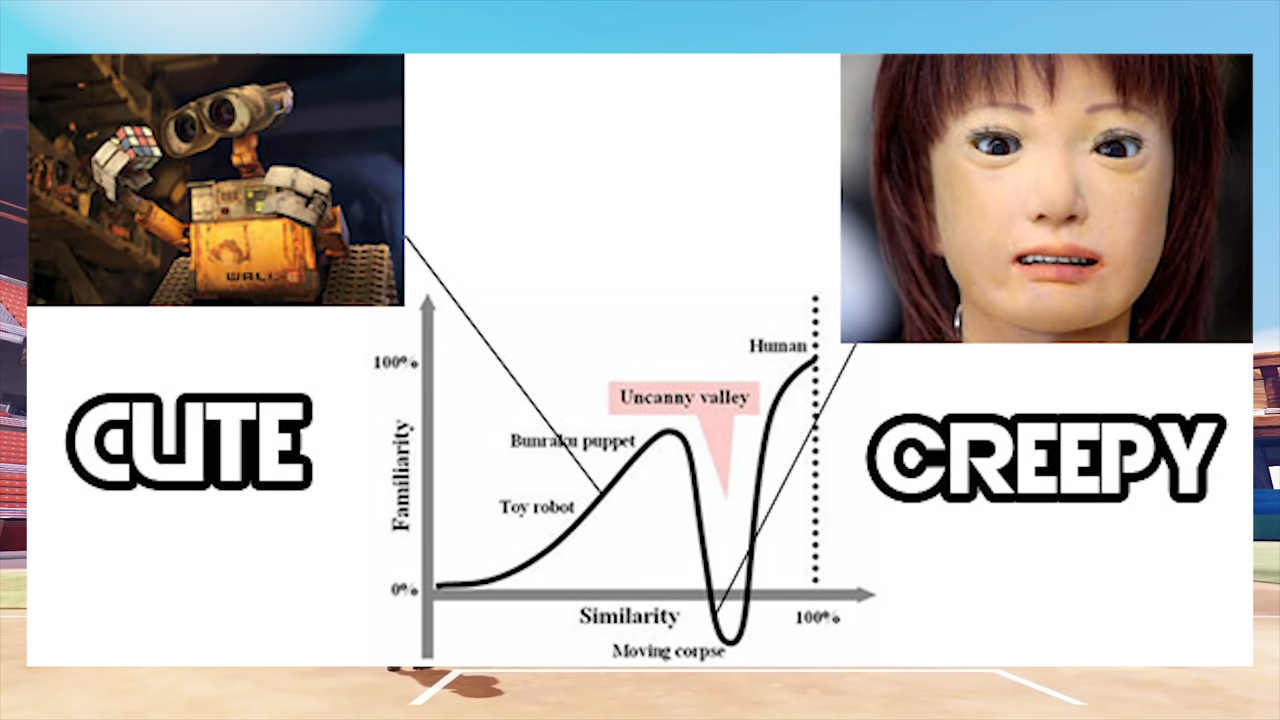 WALL-E
100%
Human
Uncanny valley
CUTE
Bunraku puppet
CREEPY
Familiarity
Toy robot
0%
Similarity
100%
Moving corpse